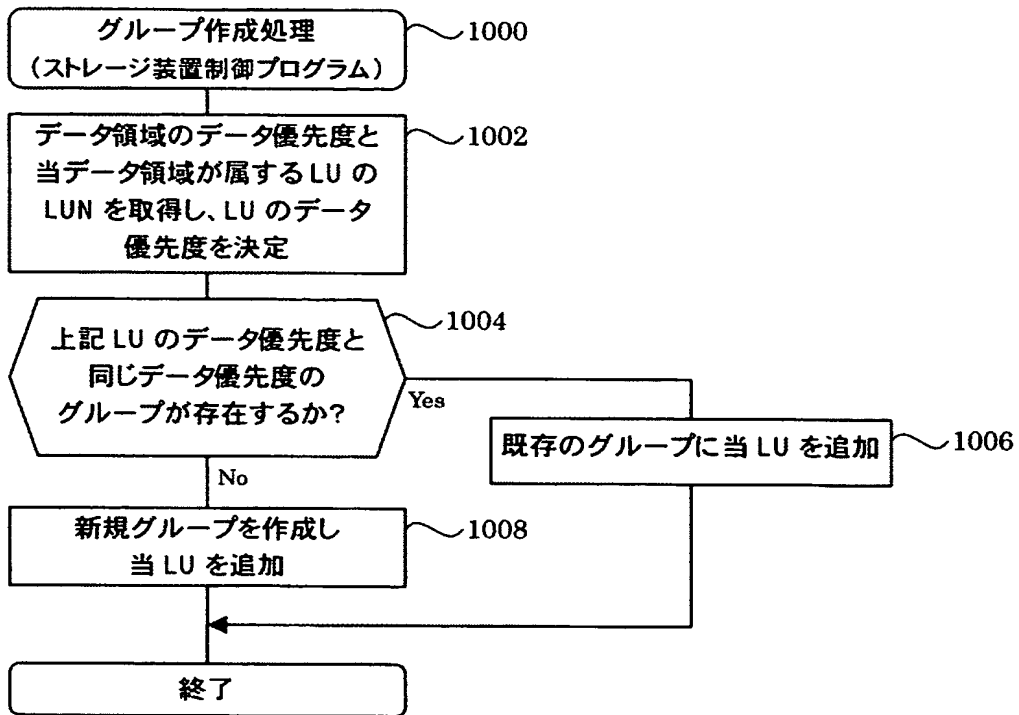 グループ作成処理
(ストレージ装置制御プログラム)
1000
データ領域のデータ優先度と
当データ領域が属するLUの
LUNを取得し、LUのデータ
優先度を決定
1002
上記LUのデータ優先度と
同じデータ優先度の
グループが存在するか?
1004
Yes
既存のグループに当LUを追加
1006
No
新規グループを作成し
当LUを追加
1008
終了